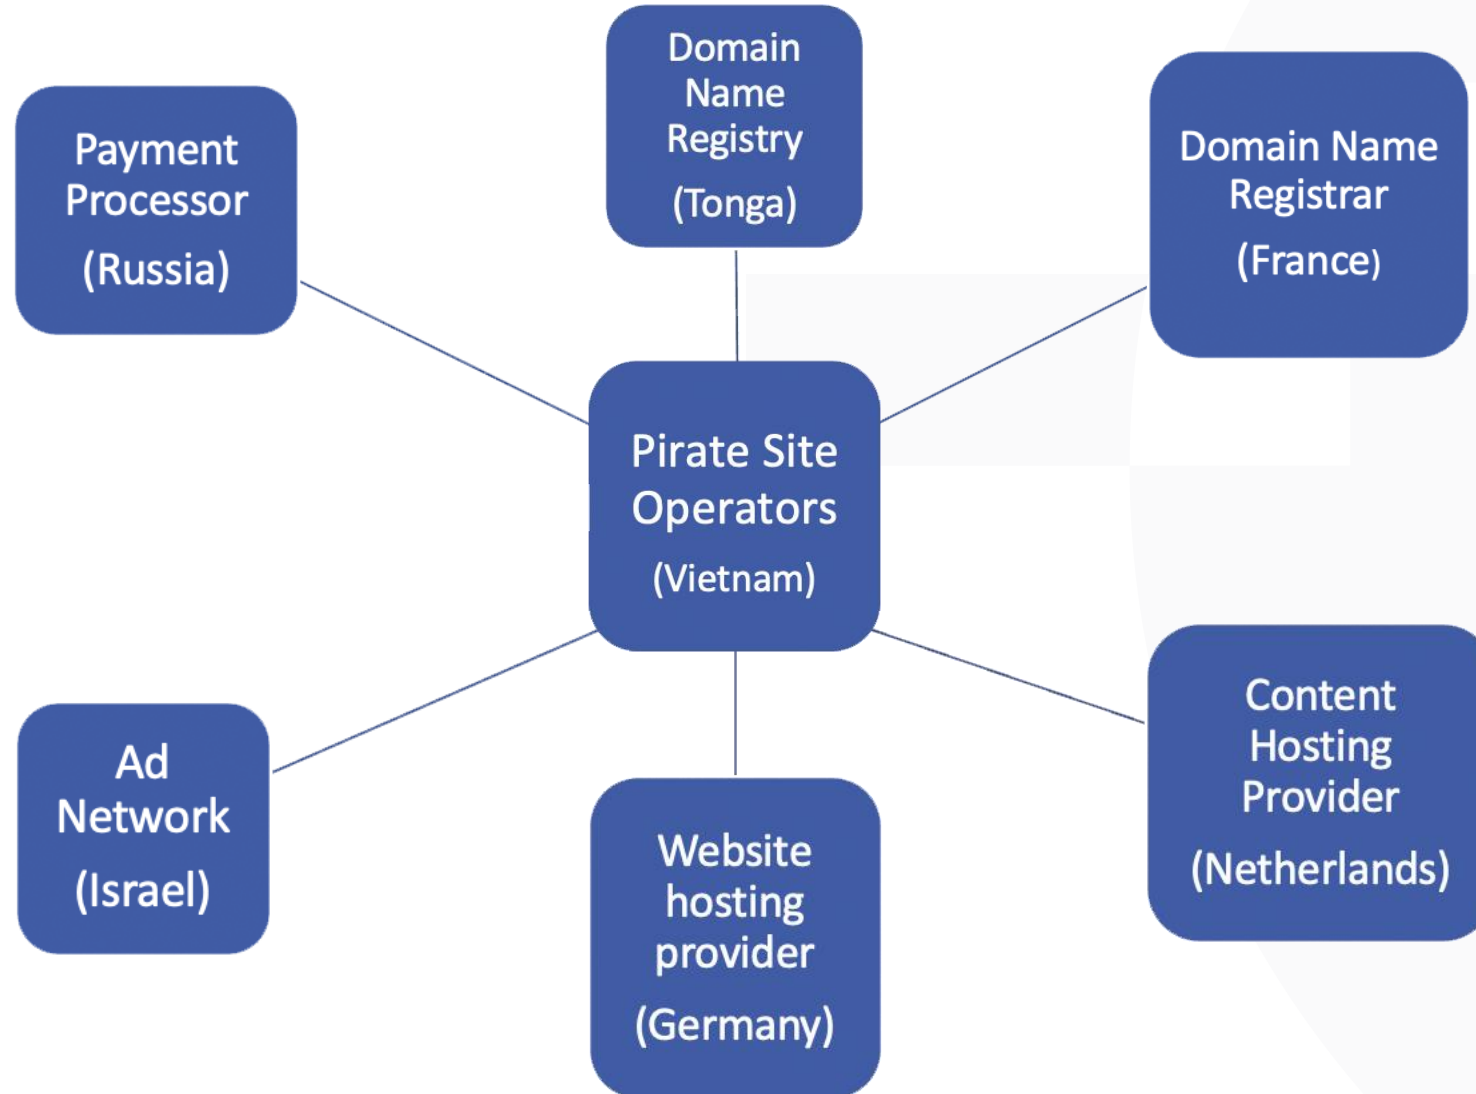 Payment
Processor
(Russia)
Domain
Name
Registry
(Tonga)
Domain Name
Registrar
(France)
Pirate Site
Operators
(Vietnam)
Ad
Network
(Israel)
Website
hosting
provider
(Germany)
Content
Hosting
Provider
(Netherlands)